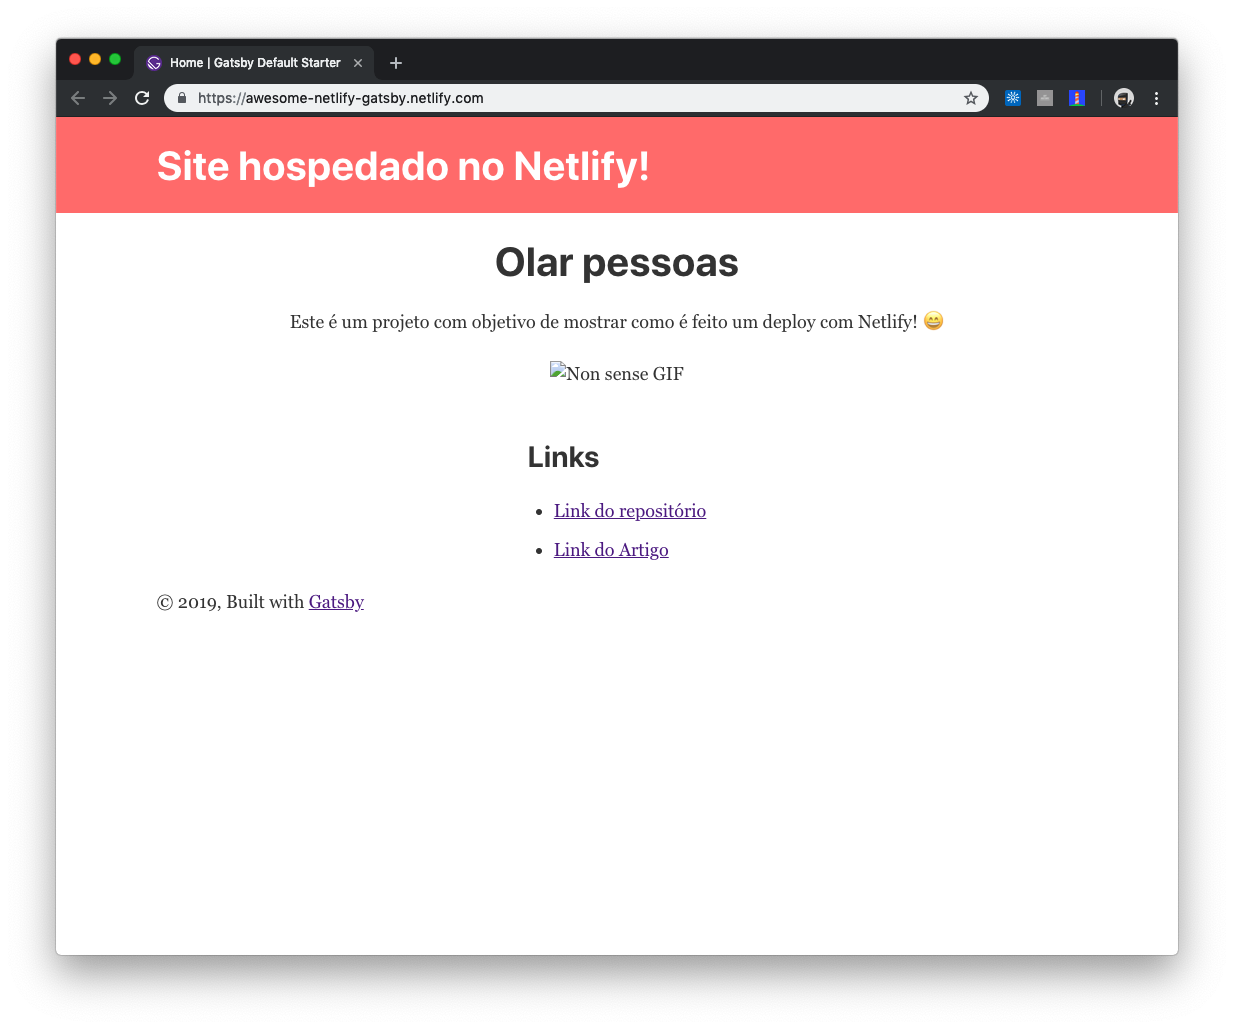 Home | Gatsby Default Starter
https://awesome-netlify-gatsby.netlify.com
Site hospedado no Netlify!
Olar pessoas
Este é um projeto com objetivo de mostrar como é feito um deploy com Netlify! 😄
Non sense GIF
Links
Link do repositório
Link do Artigo
© 2019, Built with Gatsby